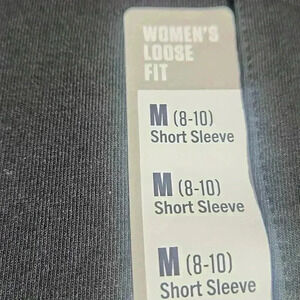 WOMEN'S
LOOSE
FIT
M (8-10)
Short Sleeve
M (8-10)
Short Sleeve
M (8-10)
Short Sleeve